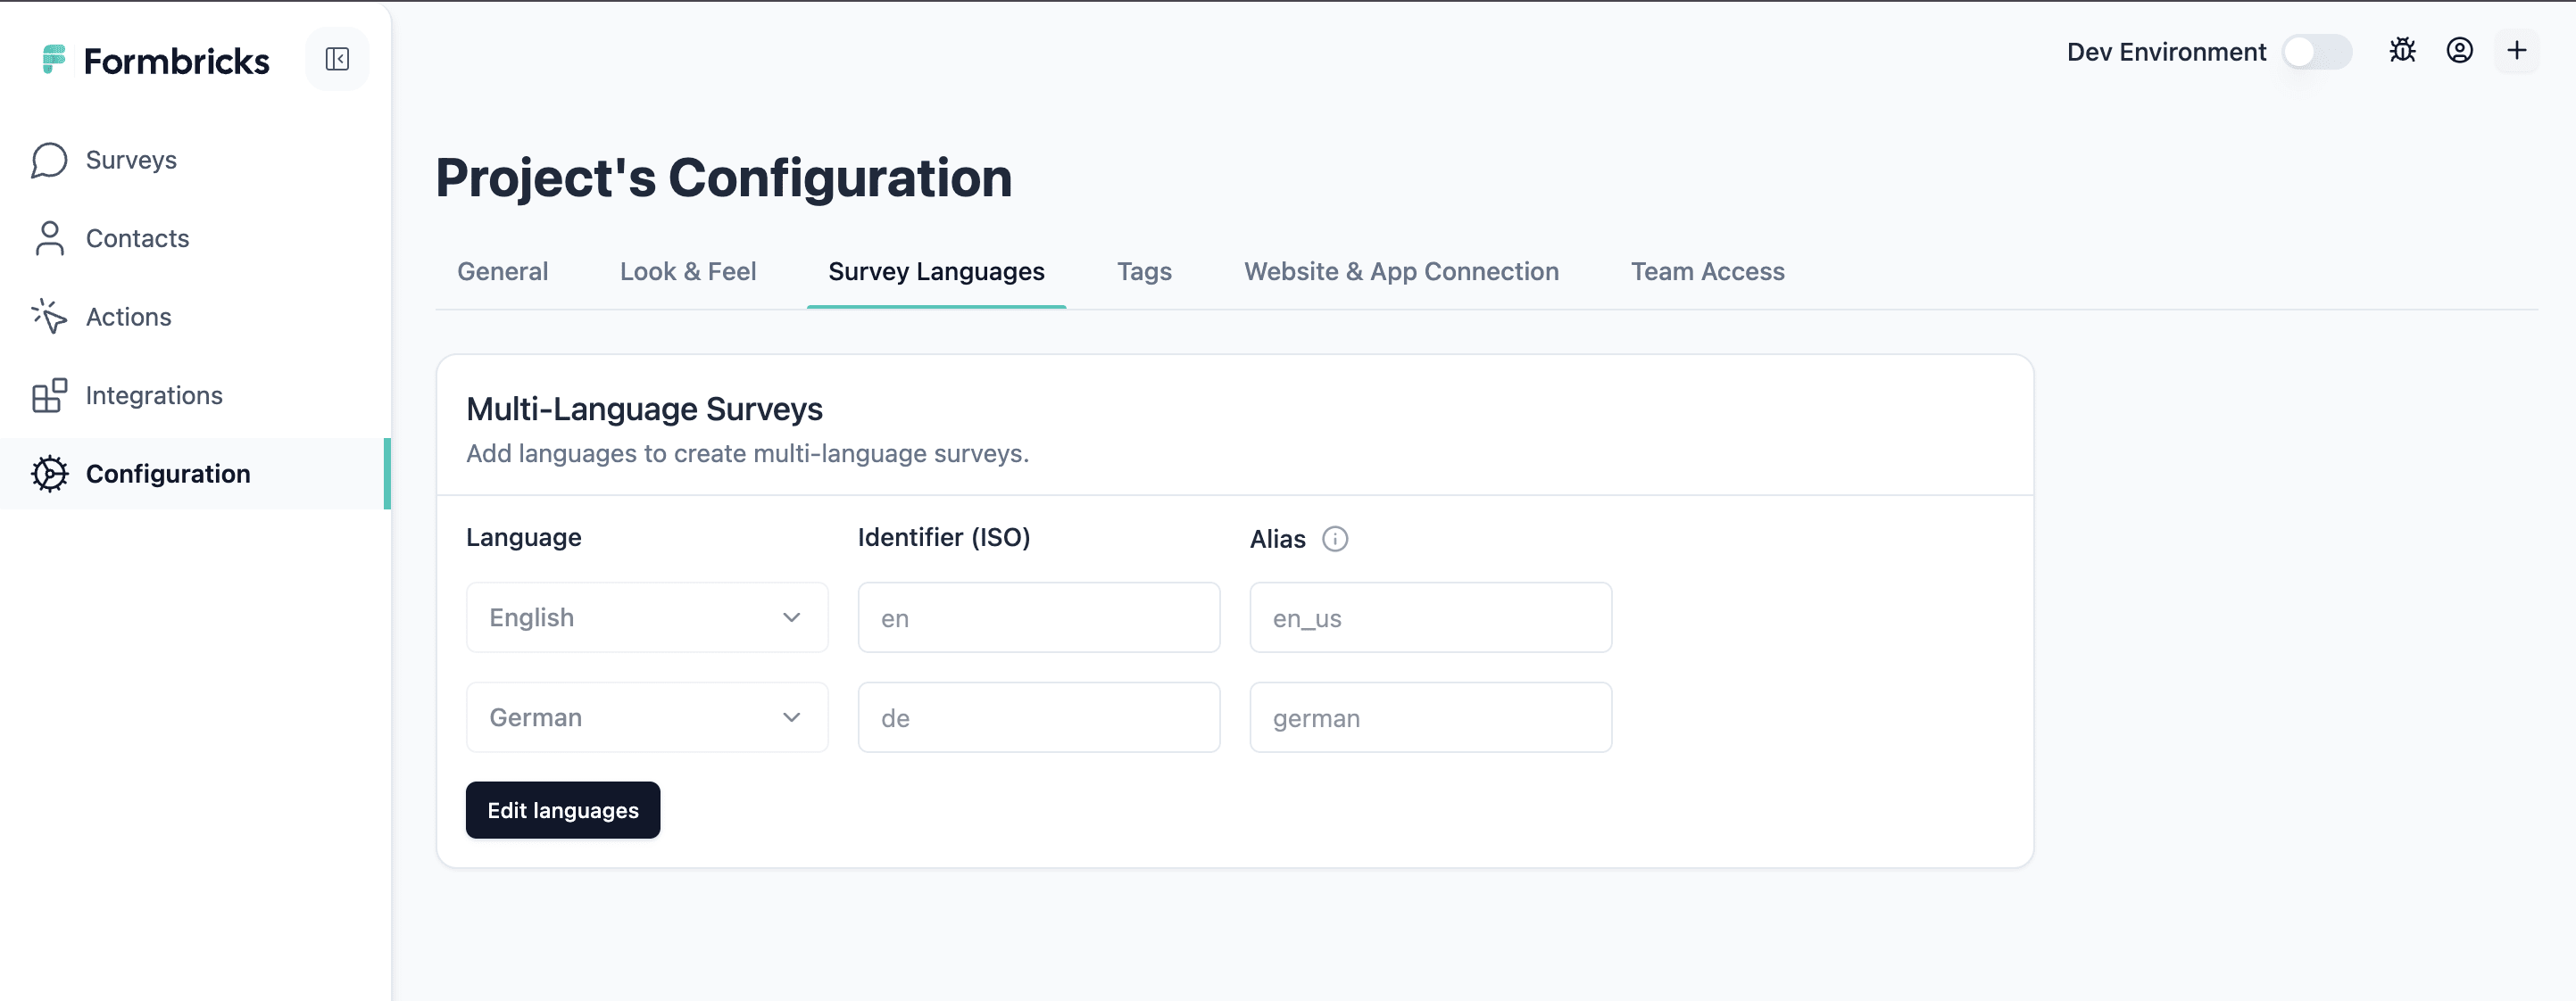 Formbricks
Dev Environment
Surveys
Contacts
Actions
Integrations
Configuration
Project's Configuration
General
Look & Feel
Survey Languages
Tags
Website & App Connection
Team Access
Multi-Language Surveys
Add languages to create multi-language surveys.
Language
Identifier (ISO)
Alias
English
en
en_us
German
de
german
Edit languages